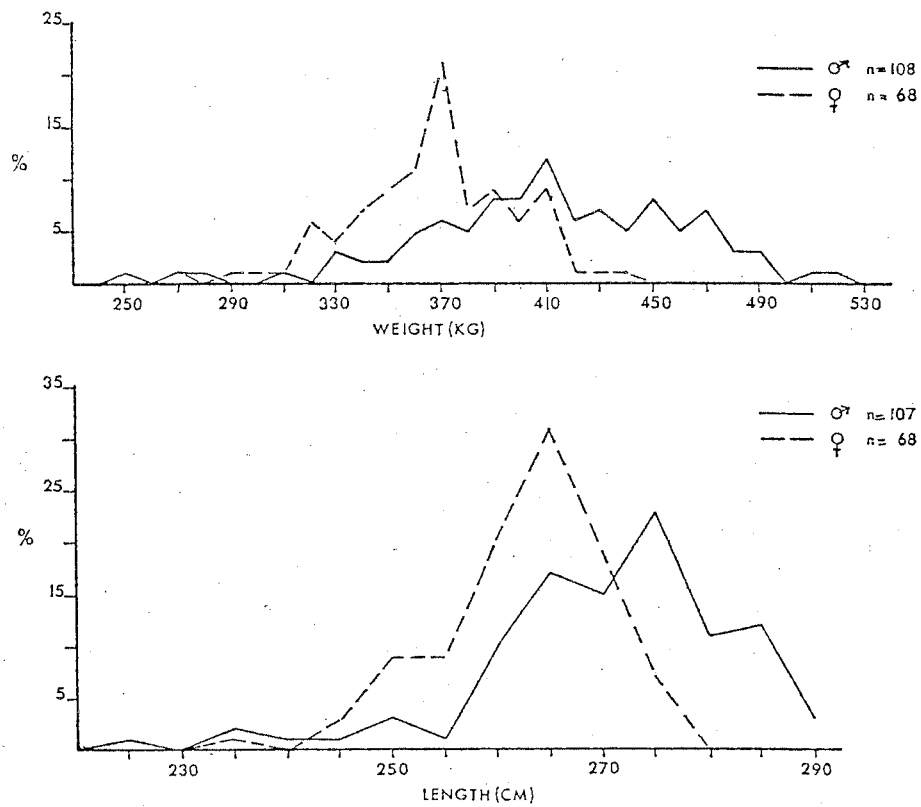 25
15
%
5
♂ n=108
♀ n=68
250 290 330 370 410 450 490 530
WEIGHT (KG)
35
25
%
15
5
♂ n=107
♀ n=68
230 250 270 290
LENGTH (CM)